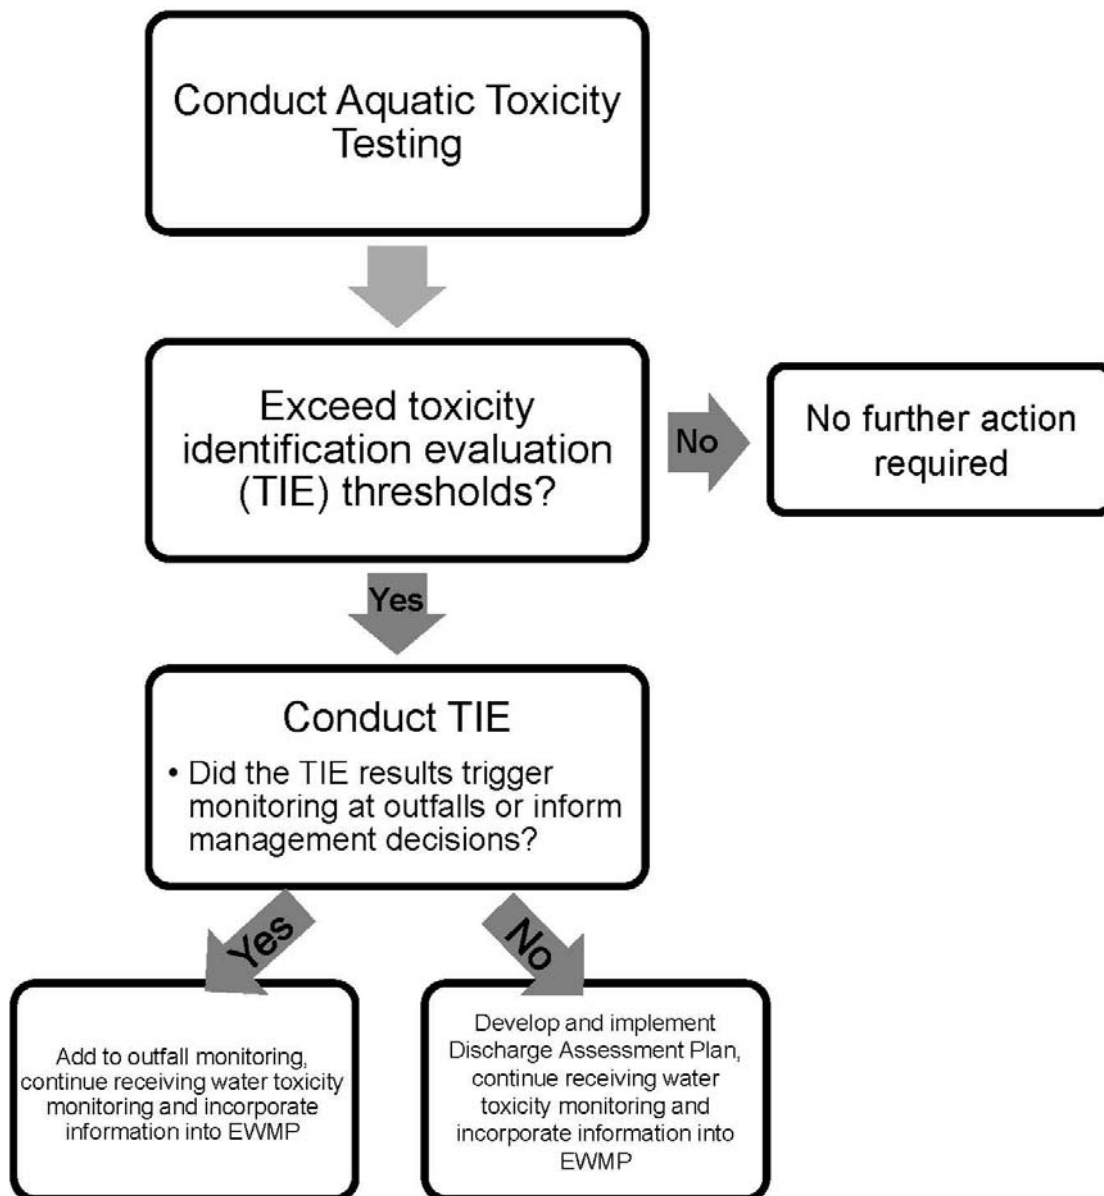 Conduct Aquatic Toxicity
Testing
Exceed toxicity
identification evaluation
(TIE) thresholds?
No
No further action
required
Yes
Conduct TIE
• Did the TIE results trigger
monitoring at outfalls or inform
management decisions?
Yes
No
Add to outfall monitoring,
continue receiving water toxicity
monitoring and incorporate
information into EWMP
Develop and implement
Discharge Assessment Plan,
continue receiving water
toxicity monitoring and
incorporate information into
EWMP